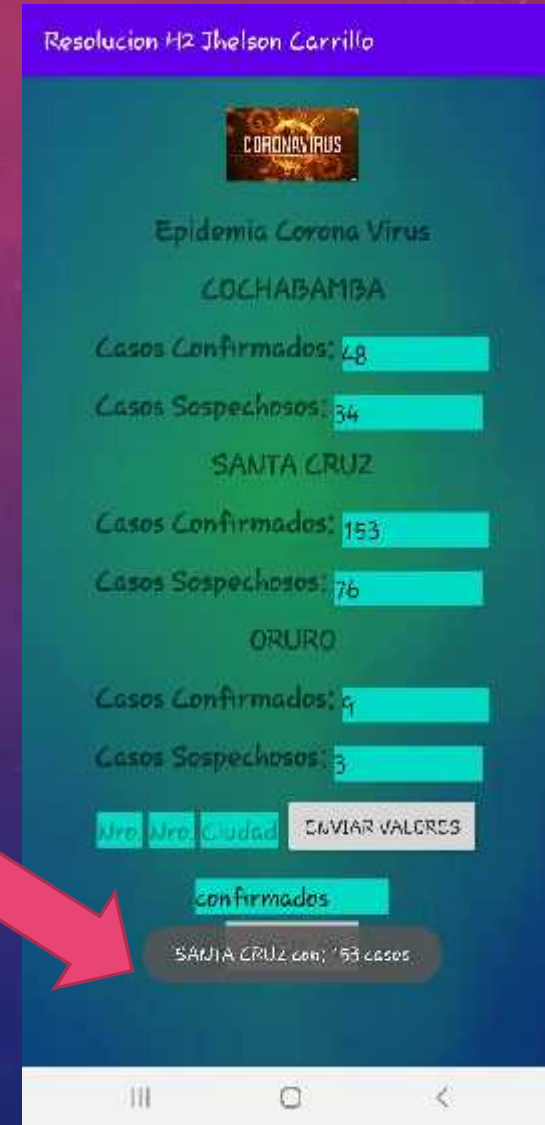 Resolucion H2 Jhelson Carrillo
CORONAVIRUS
Epidemia Corona Virus
COCHABAMBA
Casos Confirmados: 48
Casos Sospechosos: 34
SANTA CRUZ
Casos Confirmados: 153
Casos Sospechosos: 76
ORURO
Casos Confirmados: 9
Casos Sospechosos: 3
Nro. Nro. Ciudad ENVIAR VALORES
confirmados
SANTA CRUZ con: 153 casos